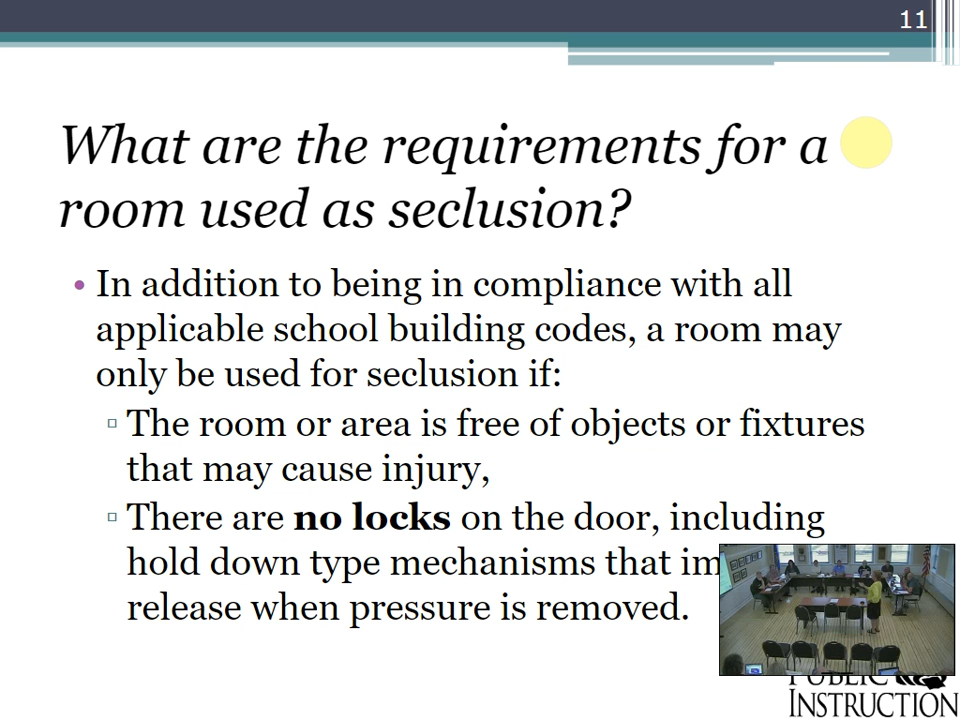 11
What are the requirements for a
room used as seclusion?
• In addition to being in compliance with all
applicable school building codes, a room may
only be used for seclusion if:
▫ The room or area is free of objects or fixtures
that may cause injury,
▫ There are no locks on the door, including
hold down type mechanisms that im
release when pressure is removed.
PUBLIC
INSTRUCTION